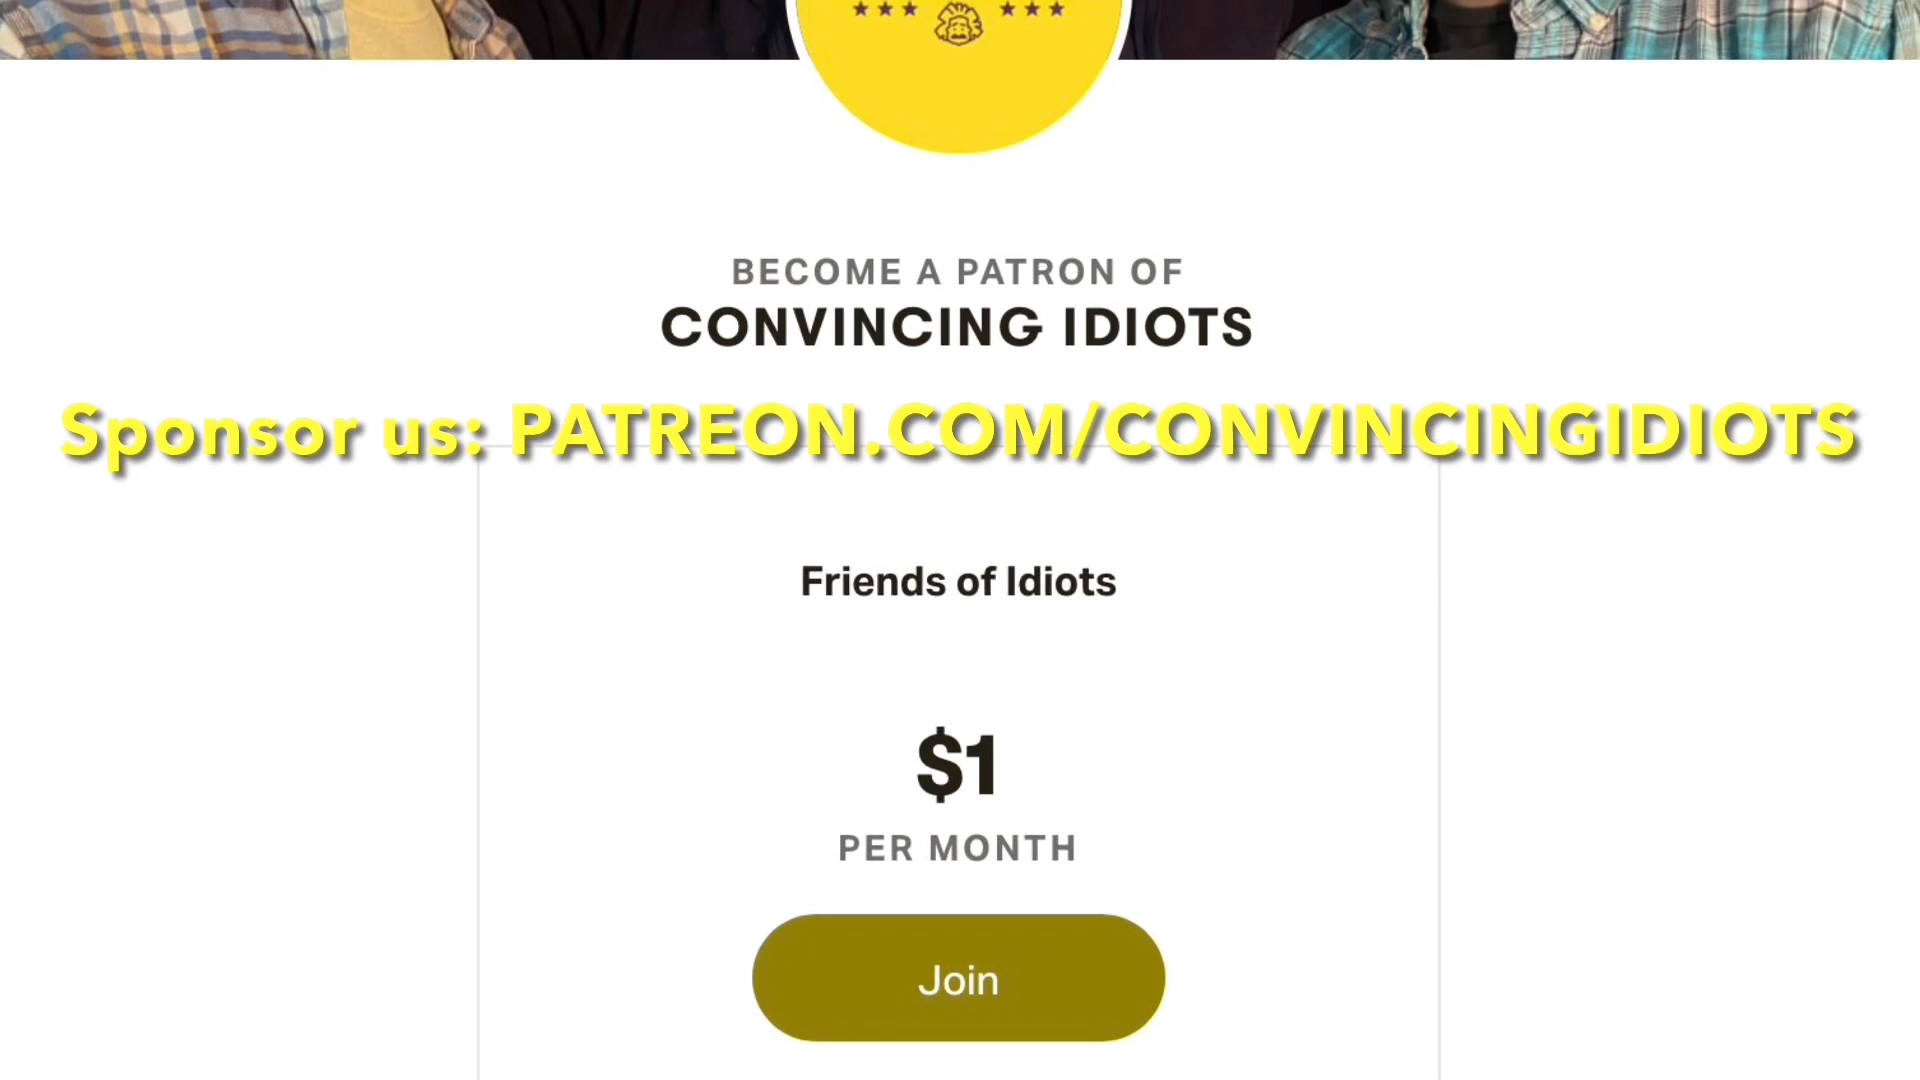 BECOME A PATRON OF
CONVINCING IDIOTS
Sponsor us: PATREON.COM/CONVINCINGIDIOTS
Friends of Idiots
$1
PER MONTH
Join